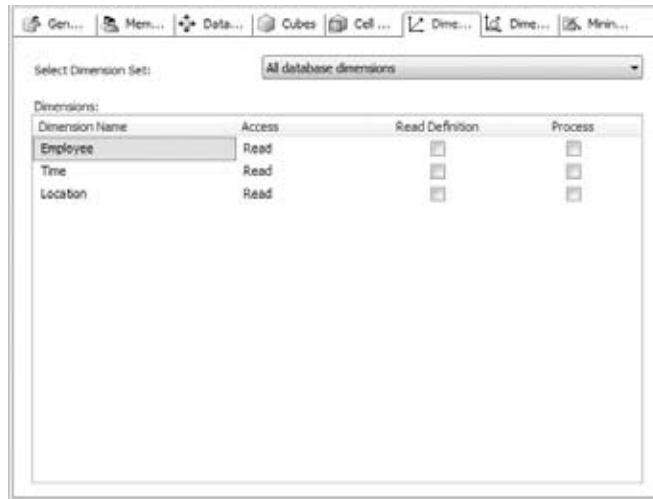 Gen... Mem... Data... Cubes Cell ... Dime... Dime... Minin...
Select Dimension Set: All database dimensions
Dimensions:
Dimension Name Access Read Definition Process
Employee Read
Time Read
Location Read